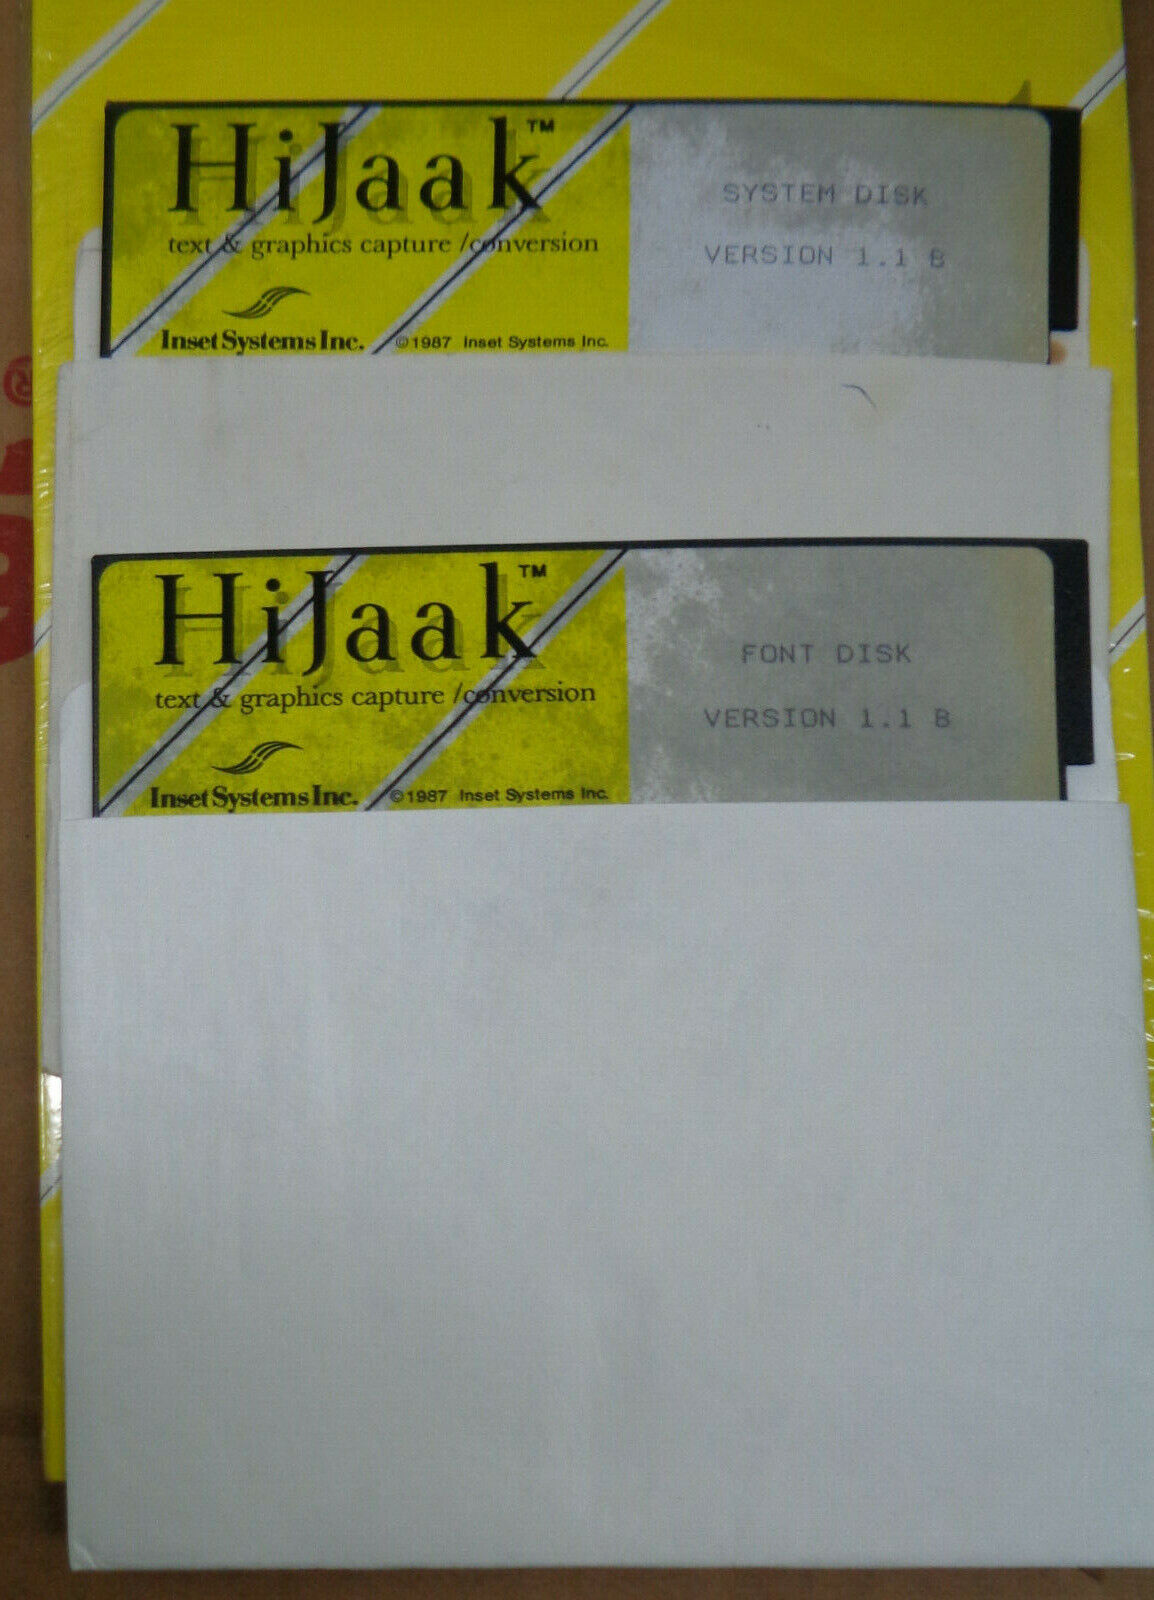 HiJaak™
text & graphics capture /conversion
Inset Systems Inc. ©1987 Inset Systems Inc.
SYSTEM DISK
VERSION 1.1 B
®
HiJaak™
text & graphics capture /conversion
Inset Systems Inc. ©1987 Inset Systems Inc.
FONT DISK
VERSION 1.1 B